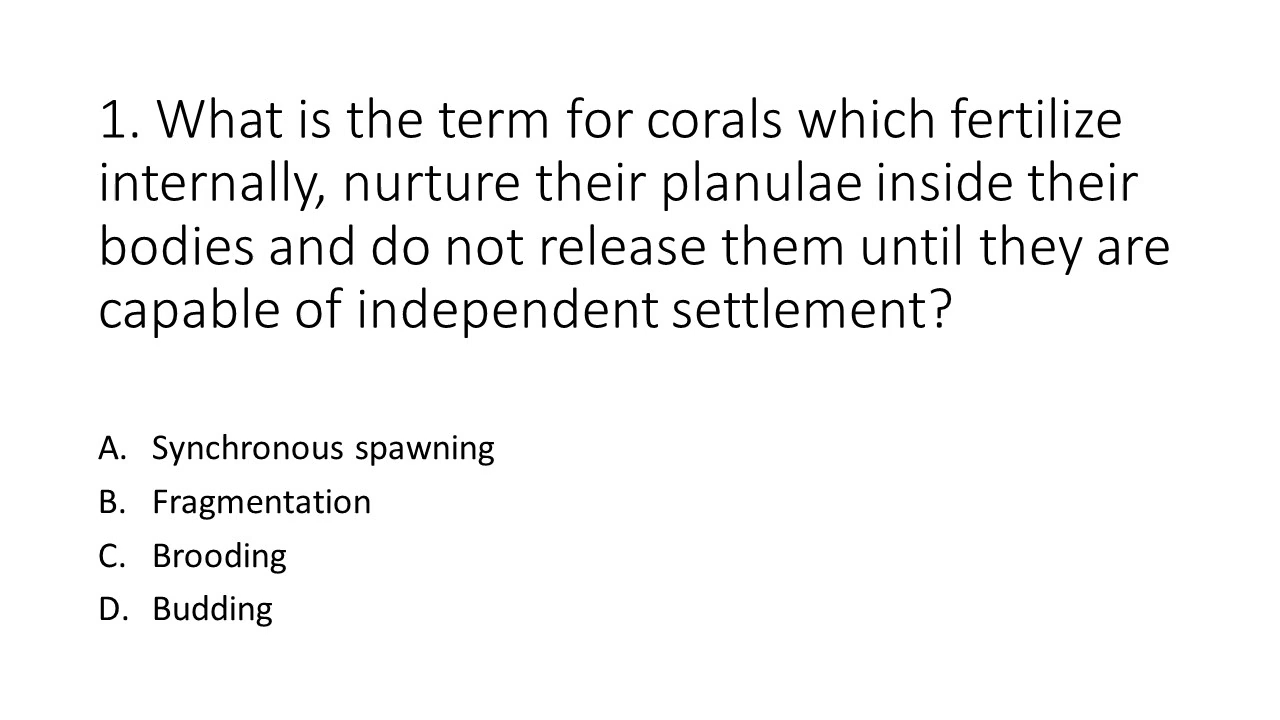 1. What is the term for corals which fertilize
internally, nurture their planulae inside their
bodies and do not release them until they are
capable of independent settlement?
A. Synchronous spawning
B. Fragmentation
C. Brooding
D. Budding